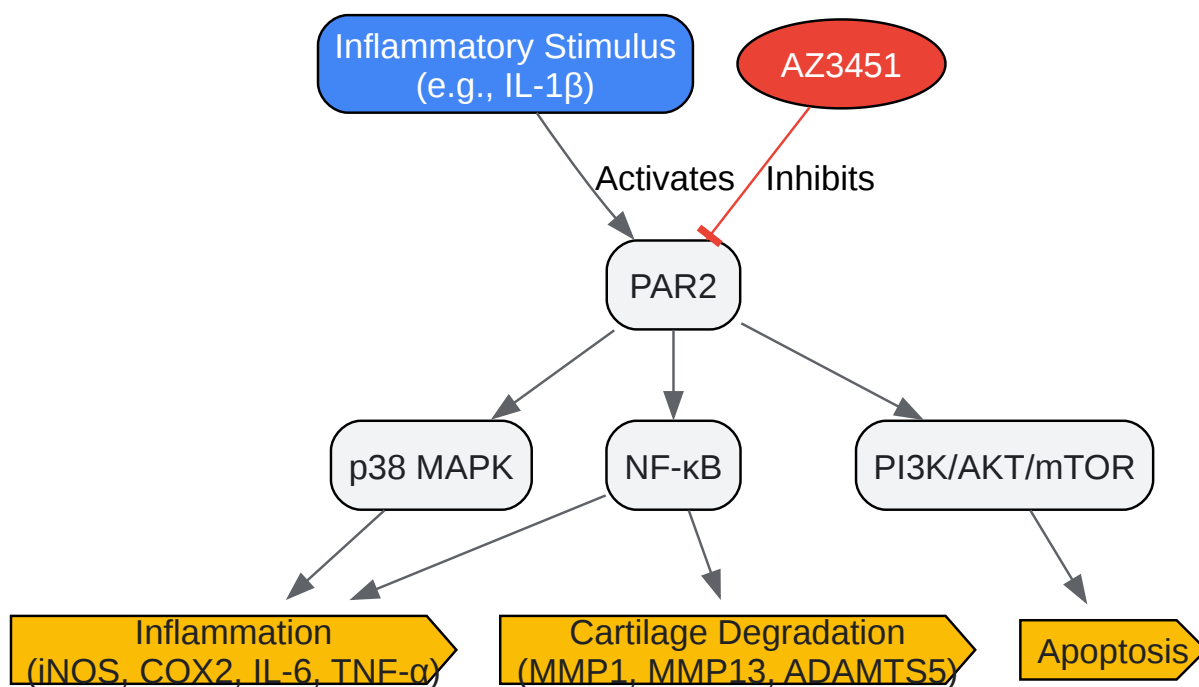 Inflammatory Stimulus
(e.g., IL-1β)
AZ3451
Activates
Inhibits
PAR2
p38 MAPK
NF-κB
PI3K/AKT/mTOR
Inflammation
(iNOS, COX2, IL-6, TNF-α)
Cartilage Degradation
(MMP1, MMP13, ADAMTS5)
Apoptosis